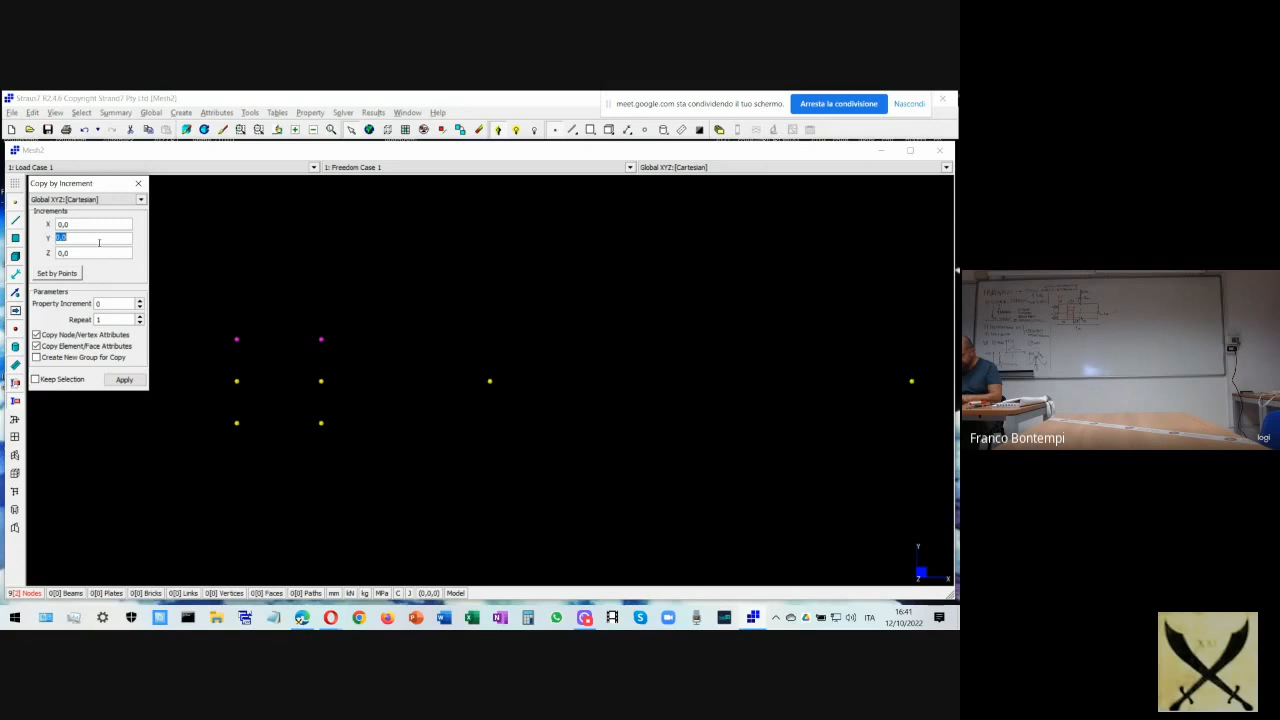 Straus7 R2.4.6 Copyright Strand7 Pty Ltd [Mesh2]
meet.google.com sta condividendo il tuo schermo.
Arresta la condivisione
Nascondi
File Edit View Select Summary Global Create Attributes Tools Tables Property Solver Results Window Help
Mesh2
1: Load Case 1
1: Freedom Case 1
Global XYZ:[Cartesian]
Copy by Increment
Global XYZ:[Cartesian]
Increments
X 0,0
Y 0,0
Z 0,0
Set by Points
Parameters
Property Increment 0
Repeat 1
Copy Node/Vertex Attributes
Copy Element/Face Attributes
Create New Group for Copy
Keep Selection
Apply
Franco Bontempi
logi
Y
Z
X
9[2] Nodes 0[0] Beams 0[0] Plates 0[0] Bricks 0[0] Links 0[0] Vertices 0[0] Faces 0[0] Paths mm kN kg MPa C J (0,0,0) Model
ITA
16:41
12/10/2022
XXI